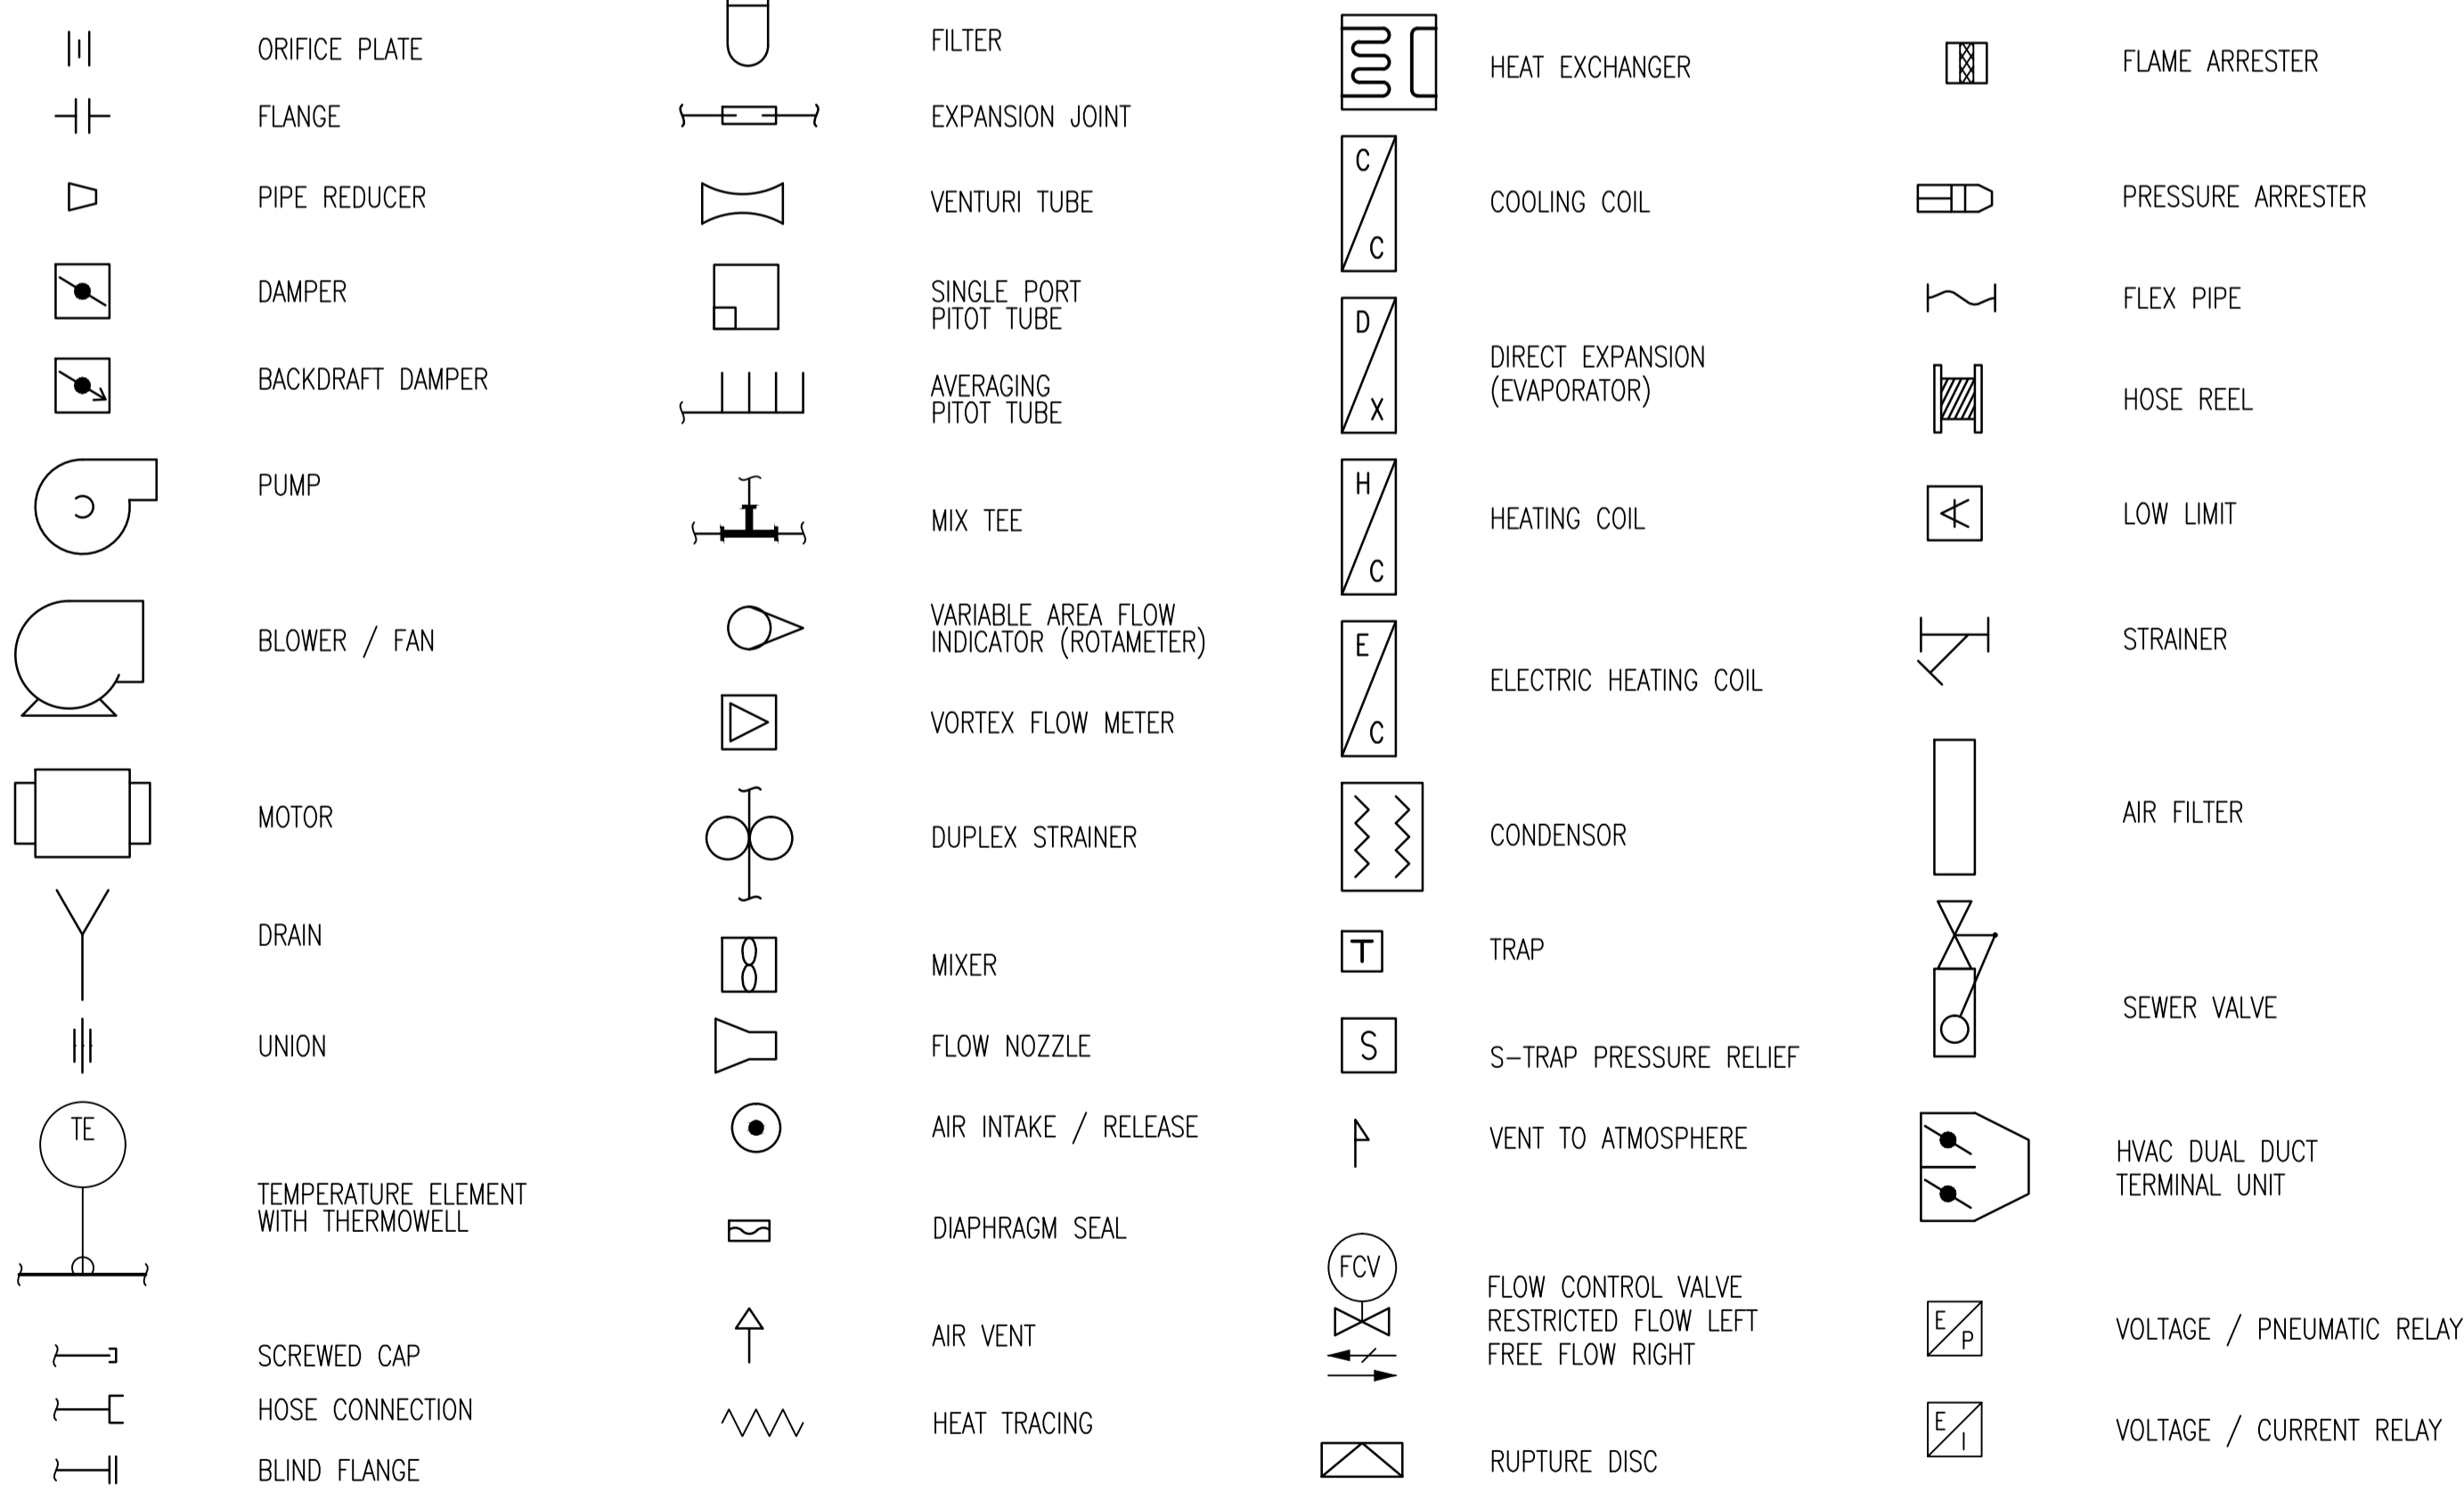 ORIFICE PLATE
FLANGE
PIPE REDUCER
DAMPER
BACKDRAFT DAMPER
PUMP
BLOWER / FAN
MOTOR
DRAIN
UNION
TE
TEMPERATURE ELEMENT
WITH THERMOWELL
SCREWED CAP
HOSE CONNECTION
BLIND FLANGE
FILTER
EXPANSION JOINT
VENTURI TUBE
SINGLE PORT
PITOT TUBE
AVERAGING
PITOT TUBE
MIX TEE
VARIABLE AREA FLOW
INDICATOR (ROTAMETER)
VORTEX FLOW METER
DUPLEX STRAINER
MIXER
FLOW NOZZLE
AIR INTAKE / RELEASE
DIAPHRAGM SEAL
AIR VENT
HEAT TRACING
HEAT EXCHANGER
C
C
COOLING COIL
D
X
DIRECT EXPANSION
(EVAPORATOR)
H
C
HEATING COIL
E
C
ELECTRIC HEATING COIL
CONDENSOR
T
TRAP
S
S-TRAP PRESSURE RELIEF
VENT TO ATMOSPHERE
FCV
FLOW CONTROL VALVE
RESTRICTED FLOW LEFT
FREE FLOW RIGHT
RUPTURE DISC
FLAME ARRESTER
PRESSURE ARRESTER
FLEX PIPE
HOSE REEL
LOW LIMIT
STRAINER
AIR FILTER
SEWER VALVE
HVAC DUAL DUCT
TERMINAL UNIT
E
P
VOLTAGE / PNEUMATIC RELAY
E
I
VOLTAGE / CURRENT RELAY